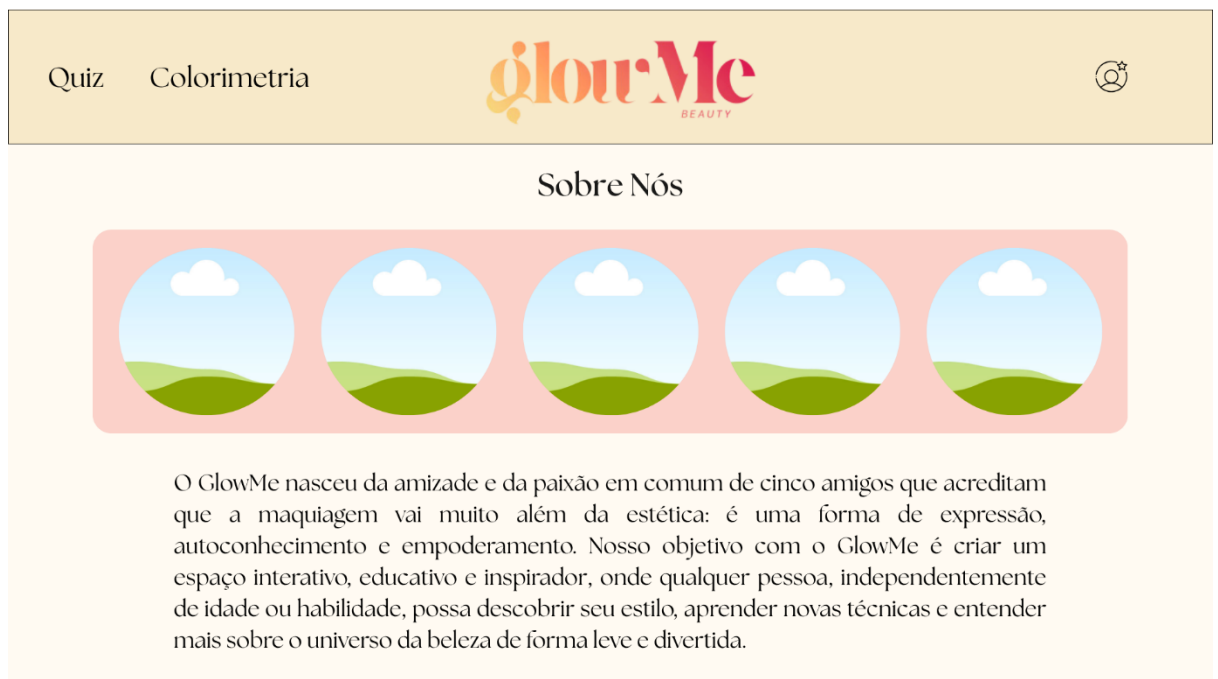 Quiz Colorimetria
glowMe
BEAUTY
Sobre Nós
O GlowMe nasceu da amizade e da paixão em comum de cinco amigos que acreditam
que a maquiagem vai muito além da estética: é uma forma de expressão,
autoconhecimento e empoderamento. Nosso objetivo com o GlowMe é criar um
espaço interativo, educativo e inspirador, onde qualquer pessoa, independentemente
de idade ou habilidade, possa descobrir seu estilo, aprender novas técnicas e entender
mais sobre o universo da beleza de forma leve e divertida.